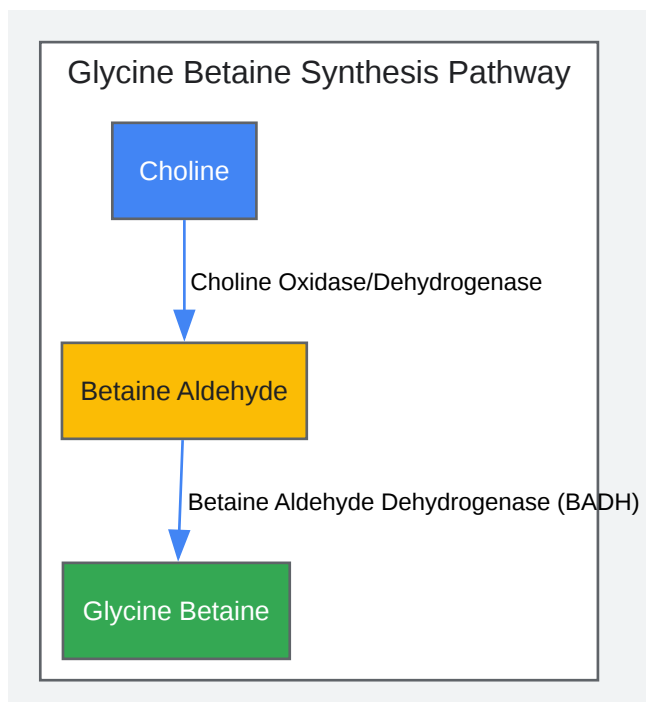 Glycine Betaine Synthesis Pathway
Choline
Choline Oxidase/Dehydrogenase
Betaine Aldehyde
Betaine Aldehyde Dehydrogenase (BADH)
Glycine Betaine